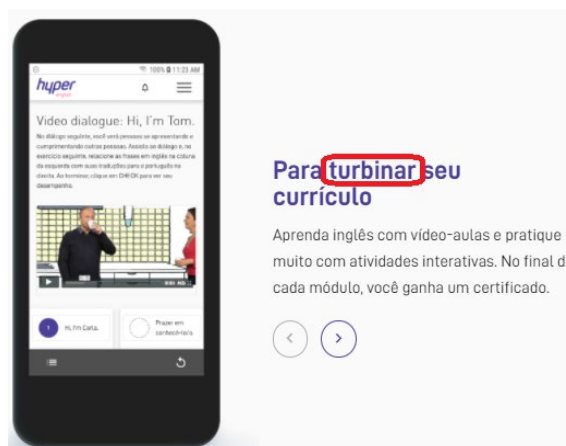 100% 11:23 AM
hyper
english
Video dialogue: Hi, I'm Tom.
No diálogo seguinte, você verá pessoas se apresentando e
cumprimentando outras pessoas. Assista ao diálogo e, no
exercício seguinte, relacione as frases em inglês na coluna
da esquerda com suas traduções para o português na
direita. Ao terminar, clique em CHECK para ver seu
desempenho.
1
Hi, I'm Carla.
Prazer em
conhecê-la/lo.
Para turbinar seu
currículo
Aprenda inglês com vídeo-aulas e pratique
muito com atividades interativas. No final d
cada módulo, você ganha um certificado.